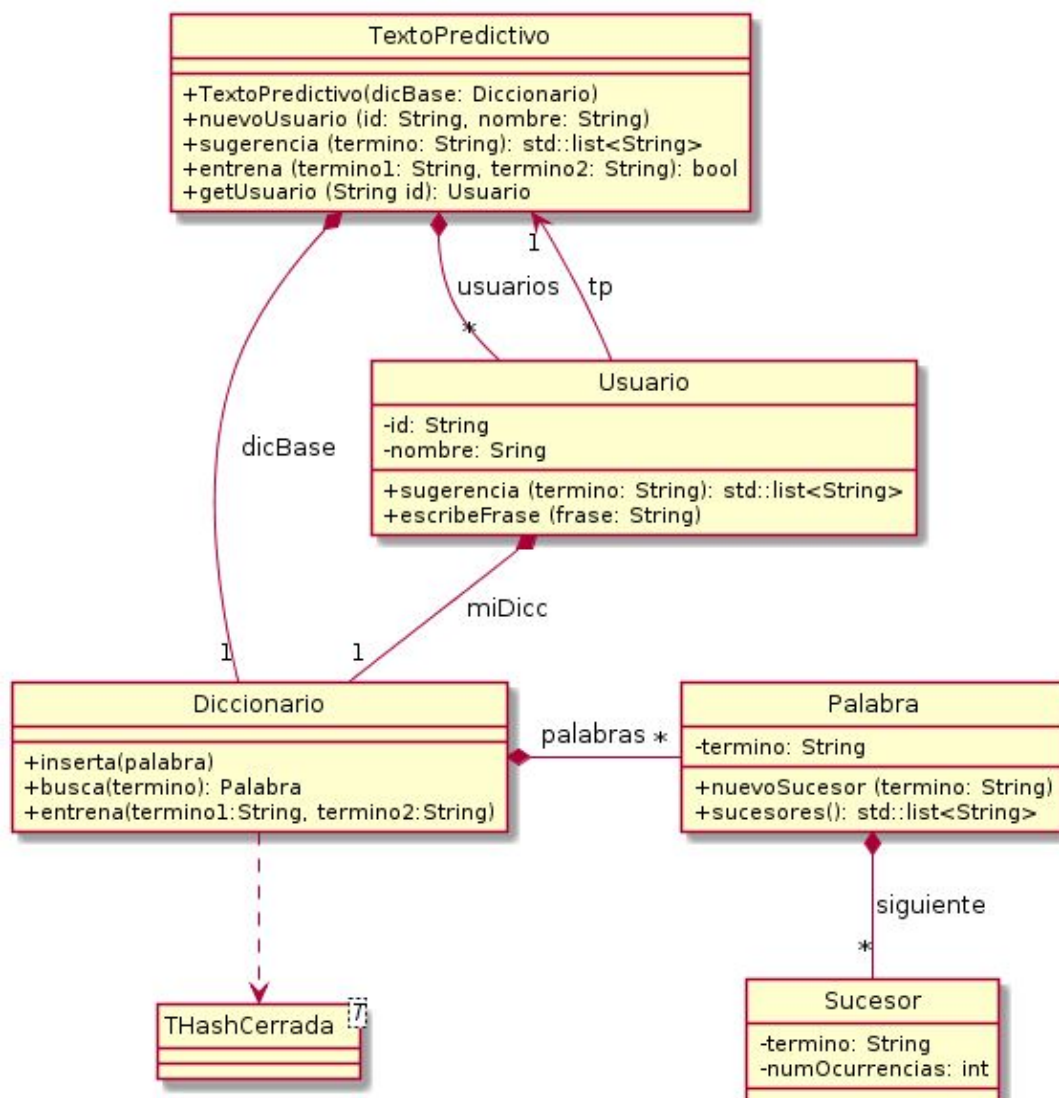 TextoPredictivo
+TextoPredictivo(dicBase: Diccionario)
+nuevoUsuario (id: String, nombre: String)
+sugerencia (termino: String): std::list<String>
+entrena (termino1: String, termino2: String): bool
+getUsuario (String id): Usuario
1
usuarios
tp
*
Usuario
-id: String
-nombre: Sring
+sugerencia (termino: String): std::list<String>
+escribeFrase (frase: String)
dicBase
miDicc
1
1
Diccionario
+inserta(palabra)
+busca(termino): Palabra
+entrena(termino1:String, termino2:String)
palabras *
Palabra
-termino: String
+nuevoSucesor (termino: String)
+sucesores(): std::list<String>
siguiente
*
THashCerrada
T
Sucesor
-termino: String
-numOcurrencias: int